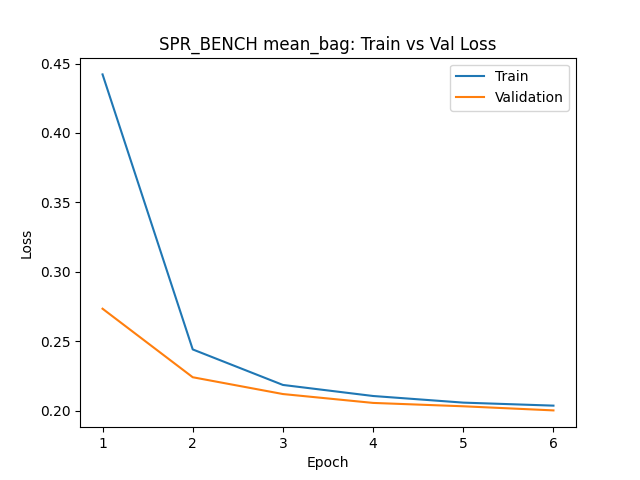 SPR_BENCH mean_bag: Train vs Val Loss
Train
Validation
0.45
0.40
0.35
0.30
0.25
0.20
Loss
1 2 3 4 5 6
Epoch